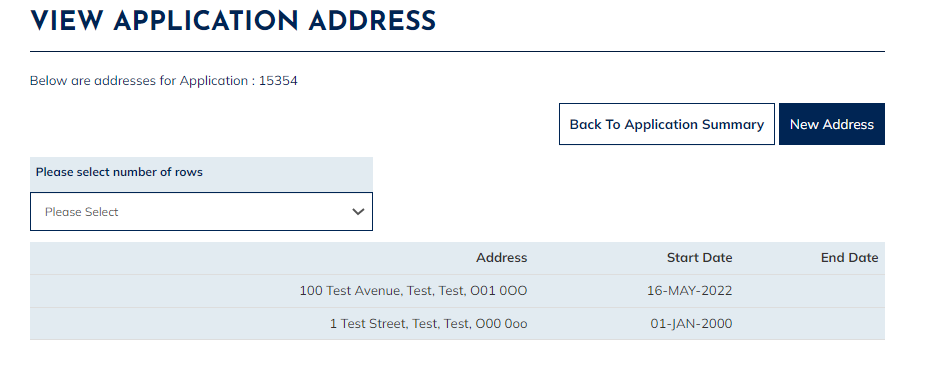 VIEW APPLICATION ADDRESS
Below are addresses for Application : 15354
Back To Application Summary New Address
Please select number of rows
Please Select
Address Start Date End Date
100 Test Avenue, Test, Test, O01 0OO 16-MAY-2022
1 Test Street, Test, Test, O00 0oo 01-JAN-2000